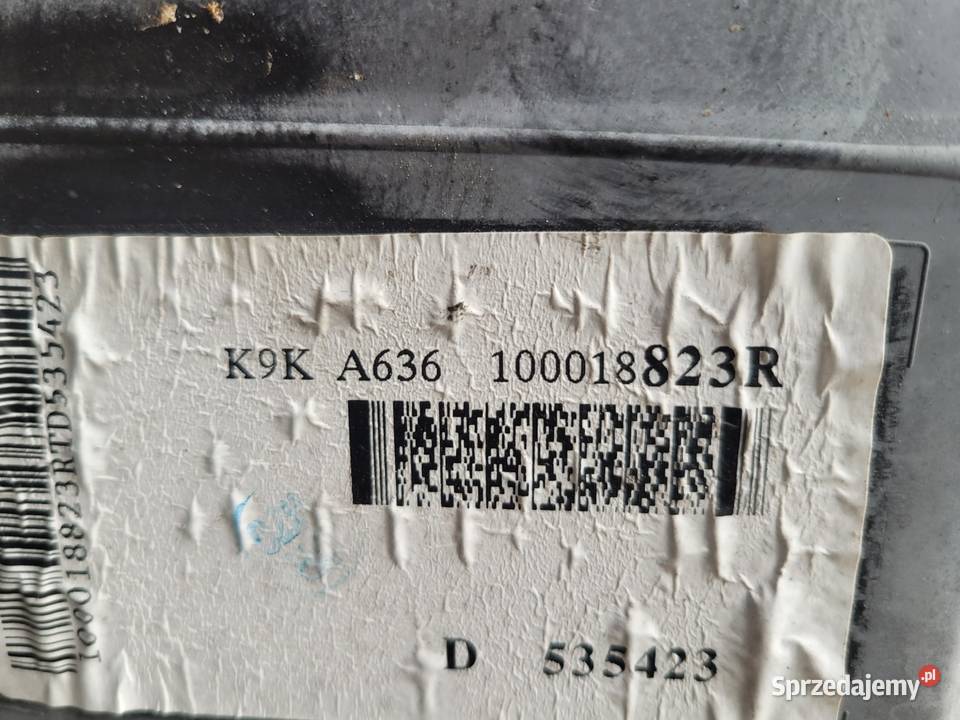 K9K A636 100018823R
100018823RTD535423
D 535423
Sprzedajemy.pl